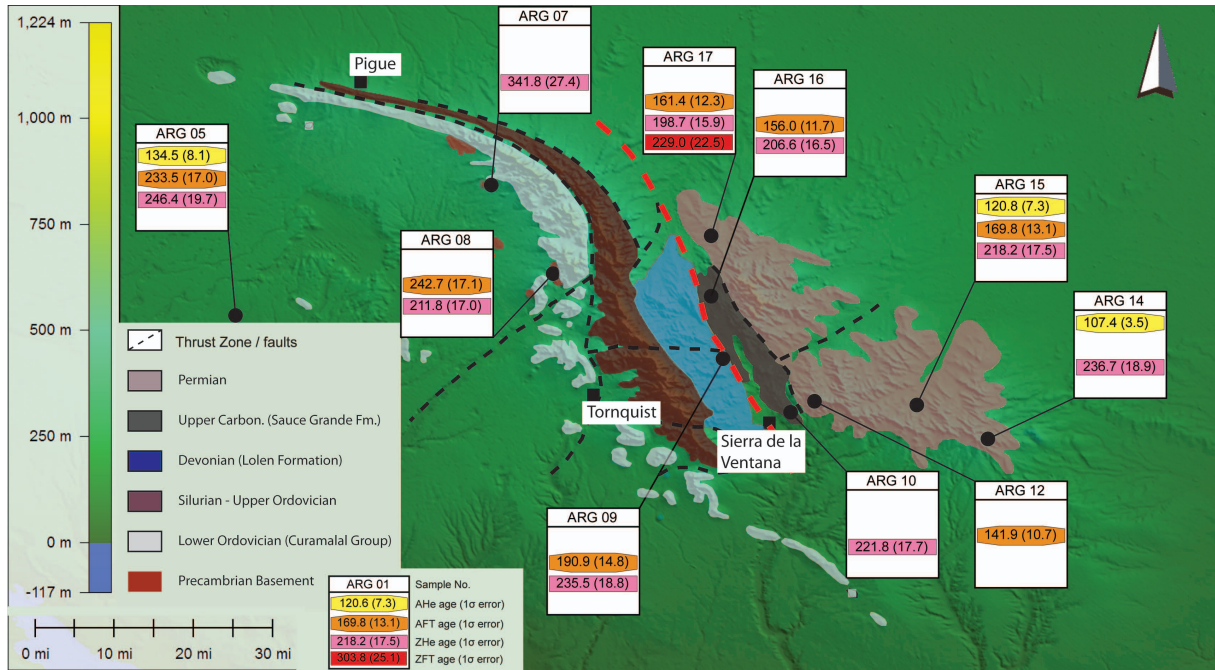 1,224 m
1,000 m
750 m
500 m
250 m
0 m
-117 m
Pigue
ARG 07
341.8 (27.4)
ARG 17
161.4 (12.3)
198.7 (15.9)
229.0 (22.5)
ARG 16
156.0 (11.7)
206.6 (16.5)
ARG 05
134.5 (8.1)
233.5 (17.0)
246.4 (19.7)
ARG 15
120.8 (7.3)
169.8 (13.1)
218.2 (17.5)
ARG 08
242.7 (17.1)
211.8 (17.0)
ARG 14
107.4 (3.5)
236.7 (18.9)
Tornquist
Sierra de la
Ventana
ARG 10
221.8 (17.7)
ARG 12
141.9 (10.7)
ARG 09
190.9 (14.8)
235.5 (18.8)
Thrust Zone / faults
Permian
Upper Carbon. (Sauce Grande Fm.)
Devonian (Lolen Formation)
Silurian - Upper Ordovician
Lower Ordovician (Curamalal Group)
Precambrian Basement
ARG 01 Sample No.
120.6 (7.3) AHe age (1σ error)
169.8 (13.1) AFT age (1σ error)
218.2 (17.5) ZHe age (1σ error)
303.8 (25.1) ZFT age (1σ error)
0 mi 10 mi 20 mi 30 mi